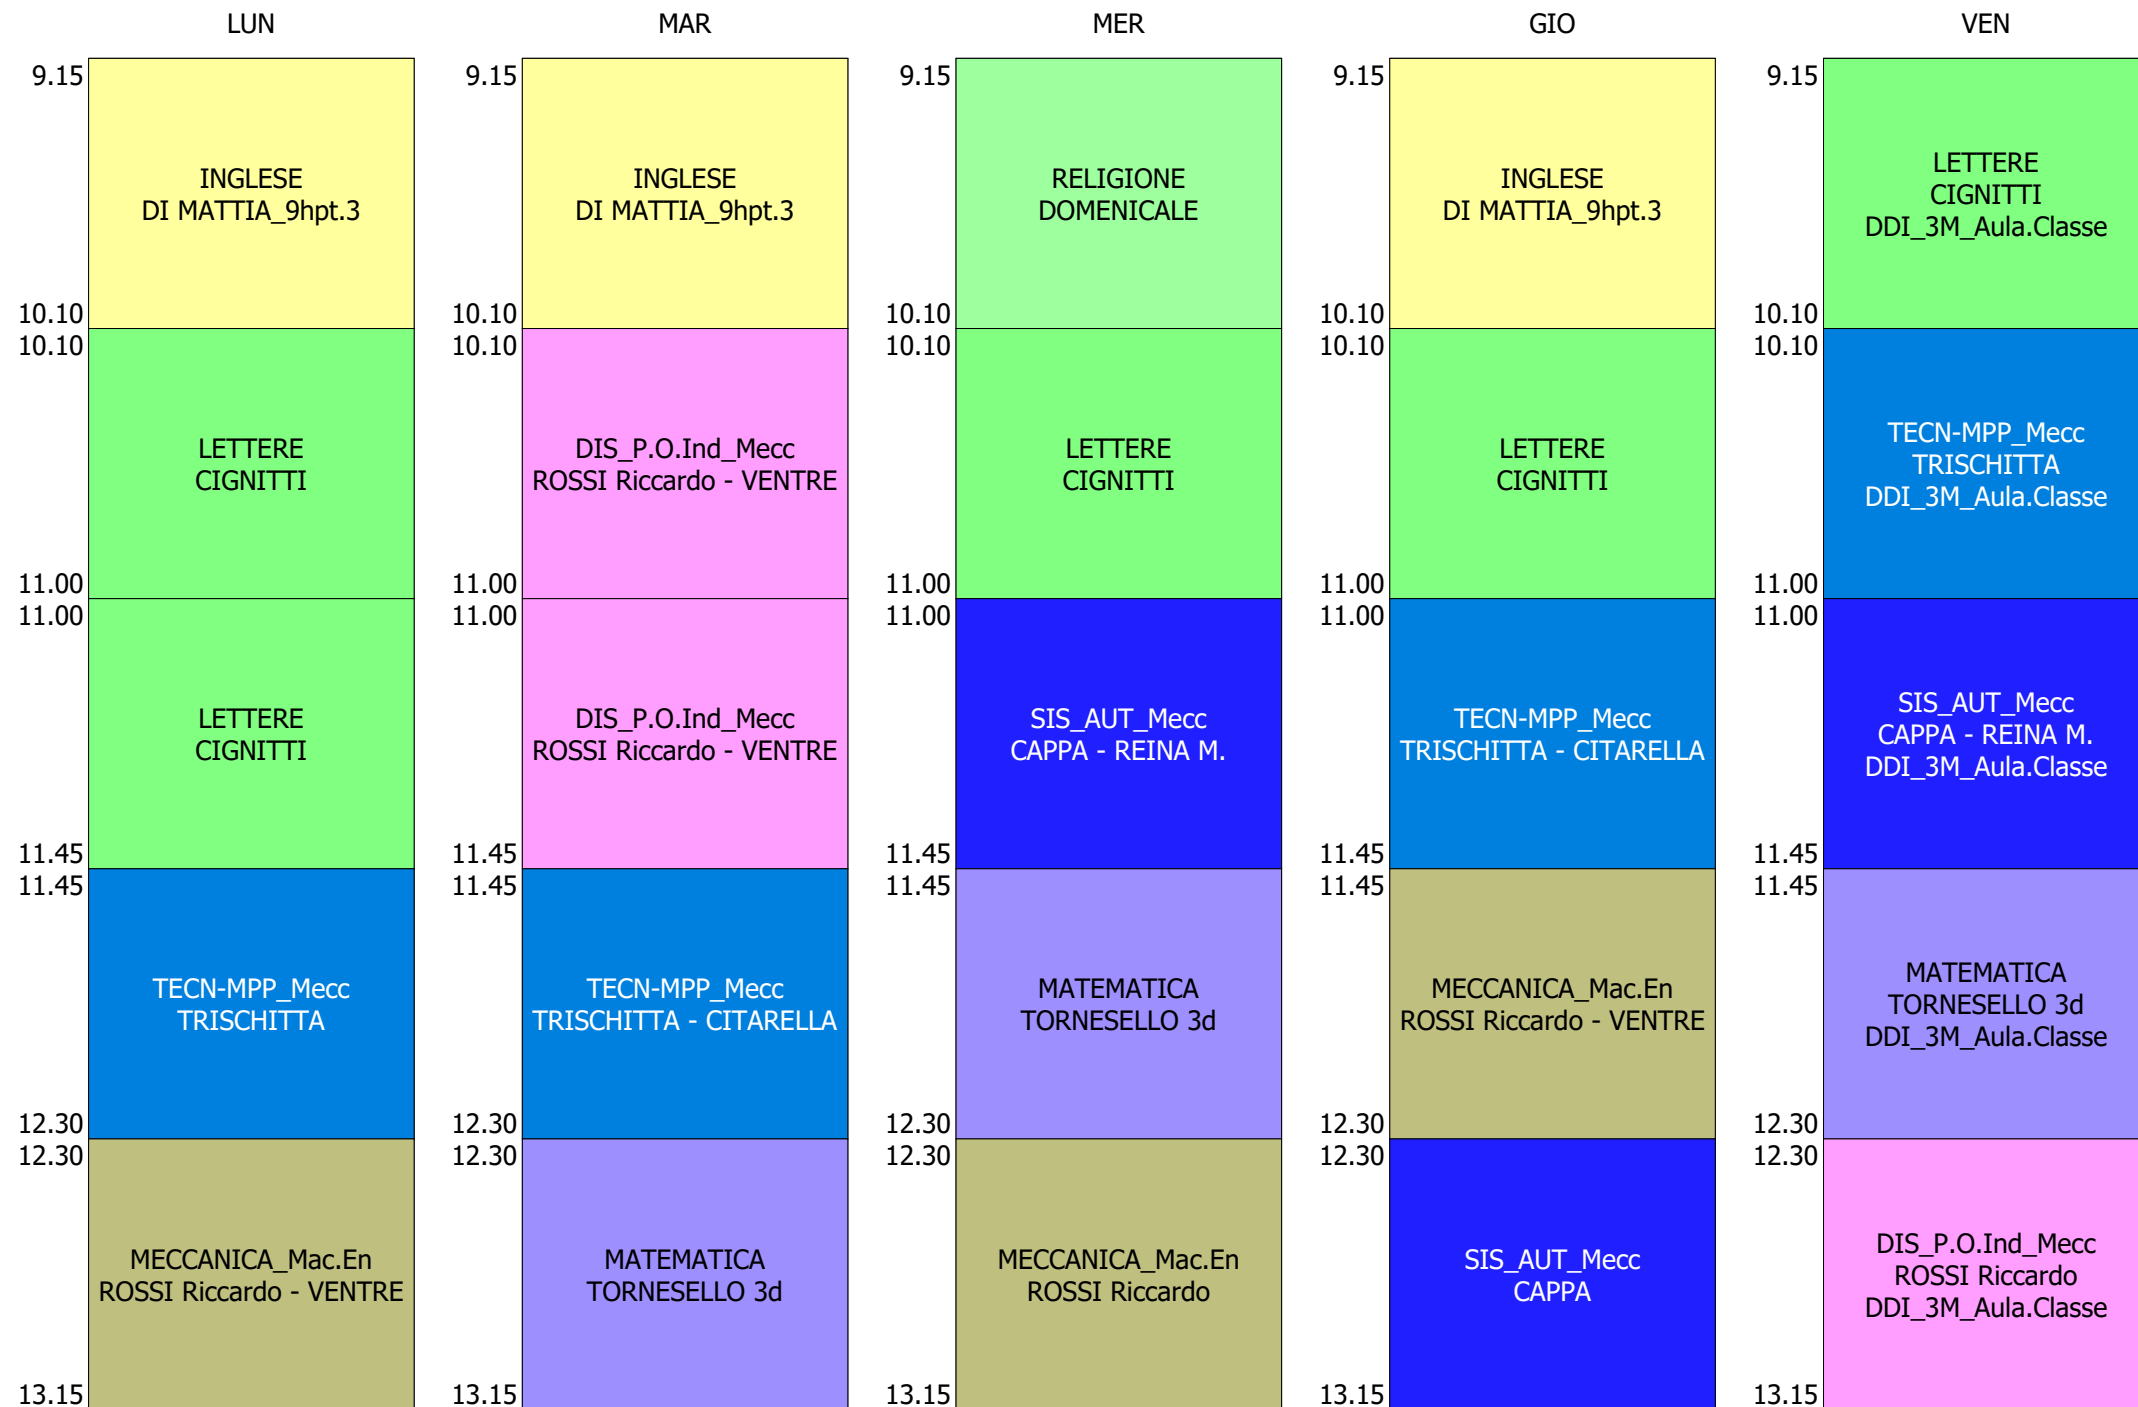 LUN
MAR
MER
GIO
VEN
9.15
INGLESE
DI MATTIA_9hpt.3
10.10
9.15
INGLESE
DI MATTIA_9hpt.3
10.10
9.15
RELIGIONE
DOMENICALE
10.10
9.15
INGLESE
DI MATTIA_9hpt.3
10.10
9.15
LETTERE
CIGNITTI
DDI_3M_Aula.Classe
10.10
10.10
LETTERE
CIGNITTI
11.00
10.10
DIS_P.O.Ind_Mecc
ROSSI Riccardo - VENTRE
11.00
10.10
LETTERE
CIGNITTI
11.00
10.10
LETTERE
CIGNITTI
11.00
10.10
TECN-MPP_Mecc
TRISCHITTA
DDI_3M_Aula.Classe
11.00
11.00
LETTERE
CIGNITTI
11.45
11.00
DIS_P.O.Ind_Mecc
ROSSI Riccardo - VENTRE
11.45
11.00
SIS_AUT_Mecc
CAPPA - REINA M.
11.45
11.00
TECN-MPP_Mecc
TRISCHITTA - CITARELLA
11.45
11.00
SIS_AUT_Mecc
CAPPA - REINA M.
DDI_3M_Aula.Classe
11.45
11.45
TECN-MPP_Mecc
TRISCHITTA
12.30
11.45
TECN-MPP_Mecc
TRISCHITTA - CITARELLA
12.30
11.45
MATEMATICA
TORNESELLO 3d
12.30
11.45
MECCANICA_Mac.En
ROSSI Riccardo - VENTRE
12.30
11.45
MATEMATICA
TORNESELLO 3d
DDI_3M_Aula.Classe
12.30
12.30
MECCANICA_Mac.En
ROSSI Riccardo - VENTRE
13.15
12.30
MATEMATICA
TORNESELLO 3d
13.15
12.30
MECCANICA_Mac.En
ROSSI Riccardo
13.15
12.30
SIS_AUT_Mecc
CAPPA
13.15
12.30
DIS_P.O.Ind_Mecc
ROSSI Riccardo
DDI_3M_Aula.Classe
13.15